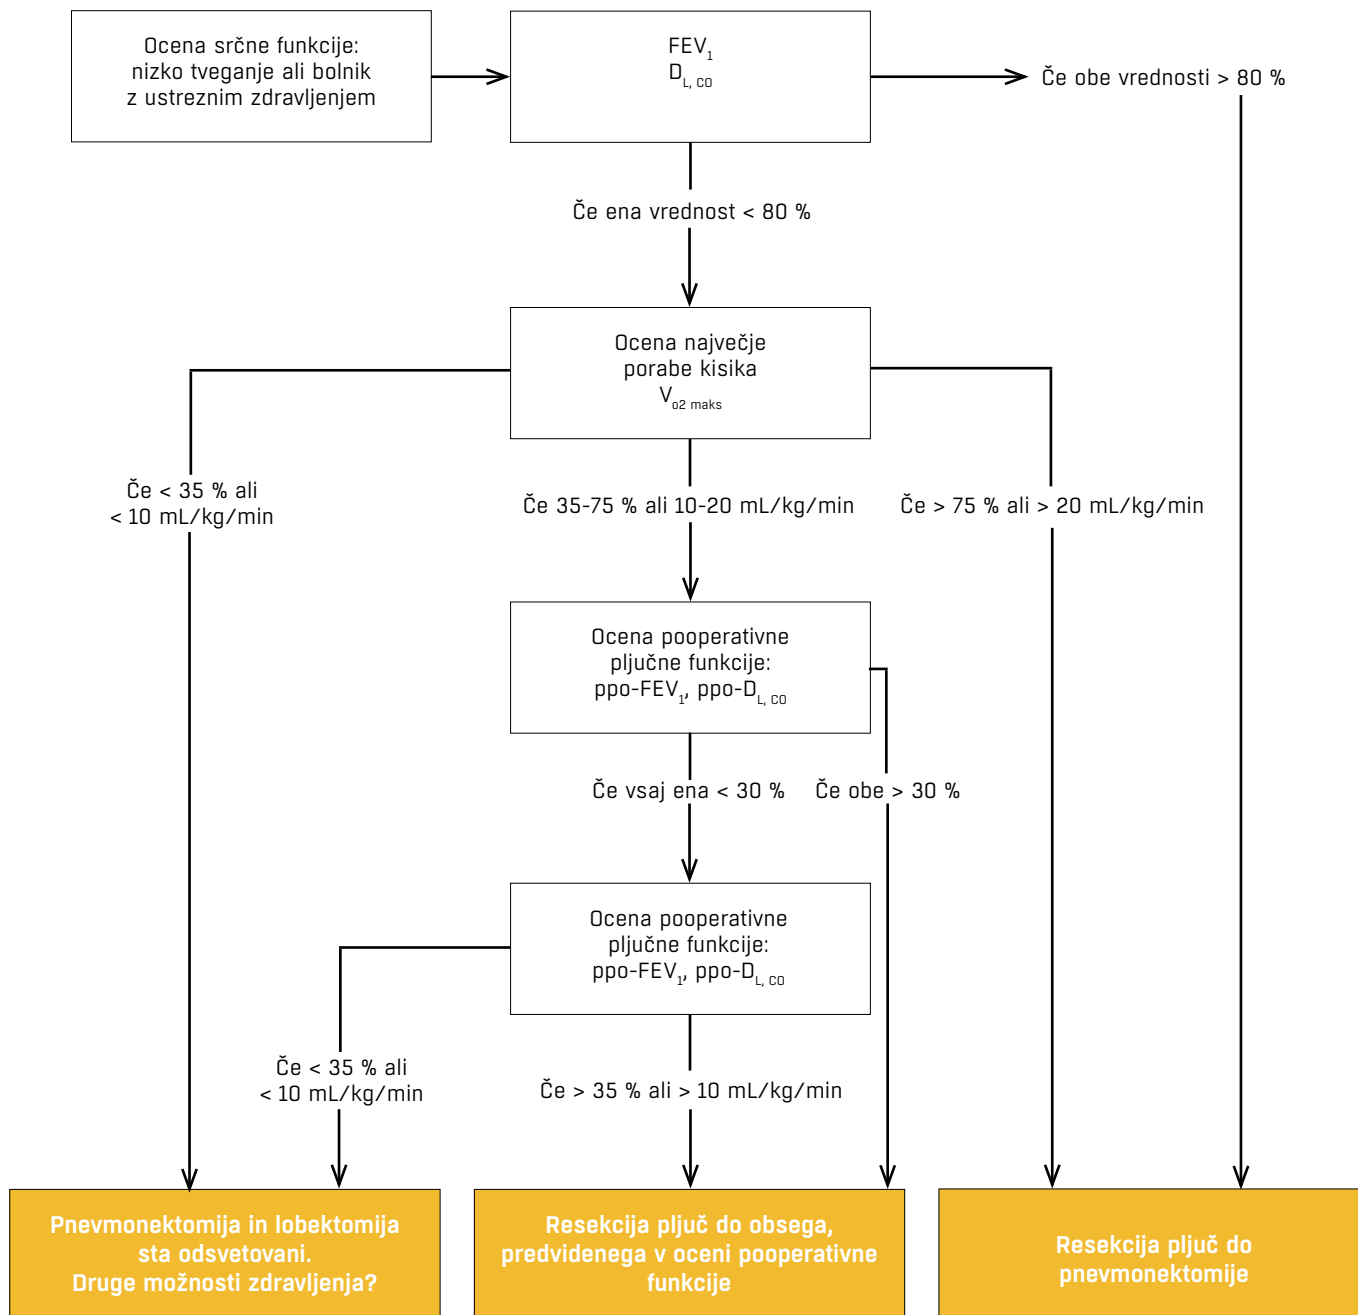 Ocena srčne funkcije:
nizko tveganje ali bolnik
z ustreznim zdravljenjem
FEV₁
D_L, CO
Če obe vrednosti > 80 %
Če ena vrednost < 80 %
Ocena največje
porabe kisika
V_o2 maks
Če < 35 % ali
< 10 mL/kg/min
Če 35-75 % ali 10-20 mL/kg/min
Če > 75 % ali > 20 mL/kg/min
Ocena pooperativne
pljučne funkcije:
ppo-FEV₁, ppo-D_L, CO
Če vsaj ena < 30 %
Če obe > 30 %
Ocena pooperativne
pljučne funkcije:
ppo-FEV₁, ppo-D_L, CO
Če < 35 % ali
< 10 mL/kg/min
Če > 35 % ali > 10 mL/kg/min
Pnevmonektomija in lobektomija
sta odsvetovani.
Druge možnosti zdravljenja?
Resekcija pljuč do obsega,
predvidenega v oceni pooperativne
funkcije
Resekcija pljuč do
pnevmonektomije